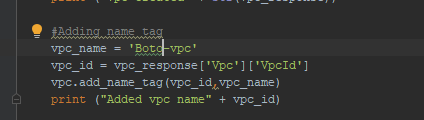 #Adding name tag
vpc_name = 'Boto-vpc'
vpc_id = vpc_response['Vpc']['VpcId']
vpc.add_name_tag(vpc_id,vpc_name)
print ("Added vpc name" + vpc_id)